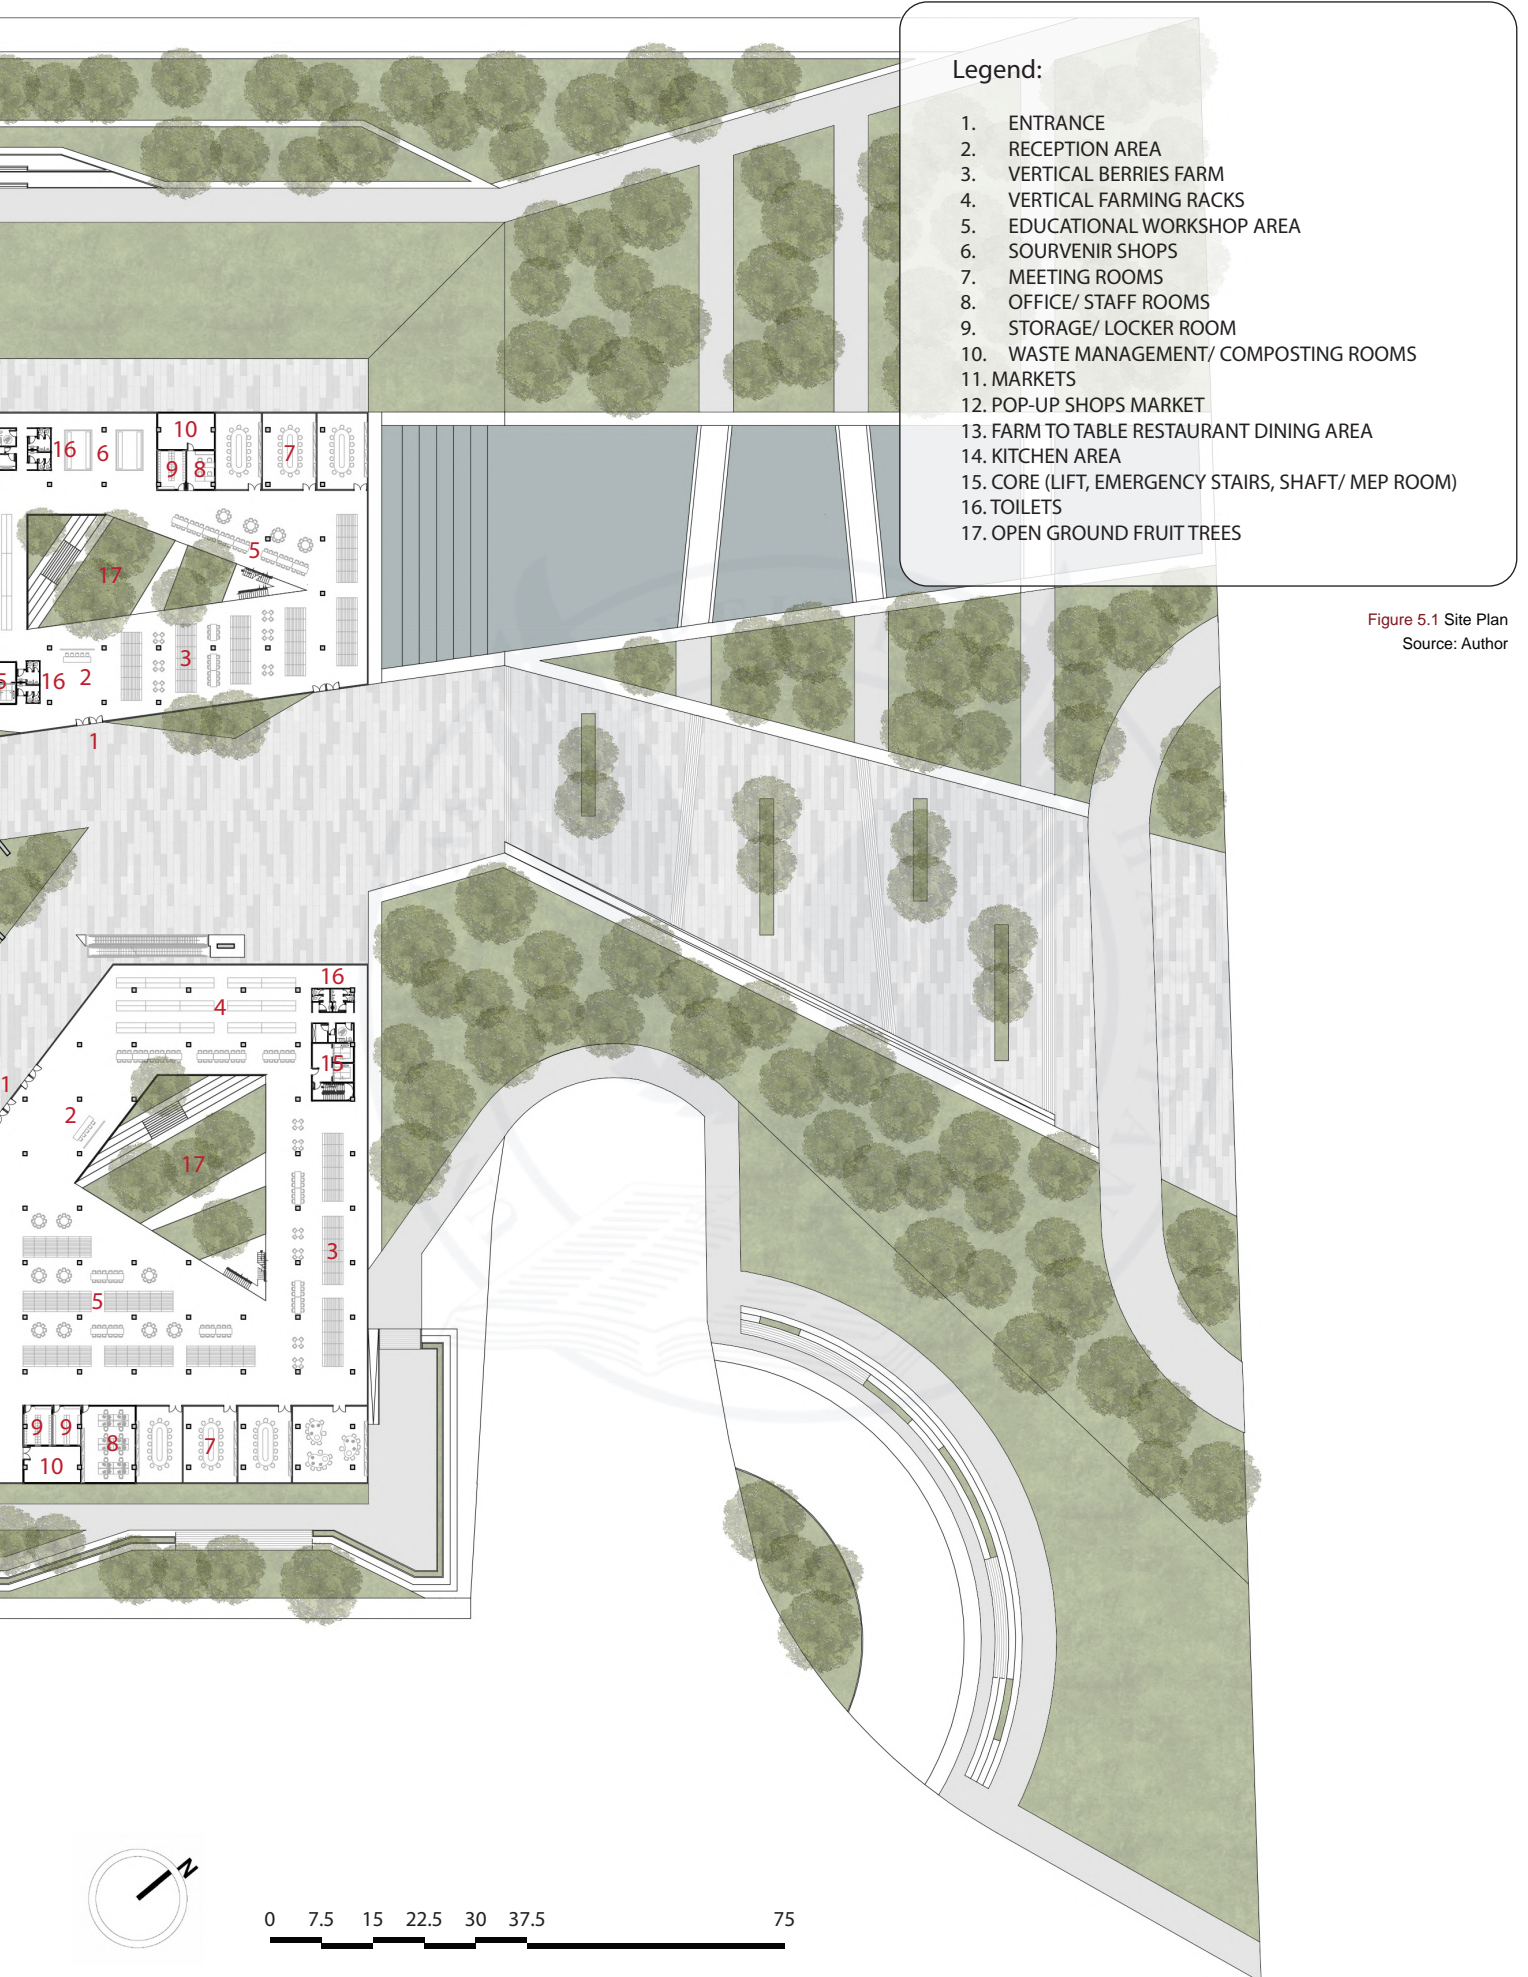 Legend:
1. ENTRANCE
2. RECEPTION AREA
3. VERTICAL BERRIES FARM
4. VERTICAL FARMING RACKS
5. EDUCATIONAL WORKSHOP AREA
6. SOURVENIR SHOPS
7. MEETING ROOMS
8. OFFICE/ STAFF ROOMS
9. STORAGE/ LOCKER ROOM
10. WASTE MANAGEMENT/ COMPOSTING ROOMS
11. MARKETS
12. POP-UP SHOPS MARKET
13. FARM TO TABLE RESTAURANT DINING AREA
14. KITCHEN AREA
15. CORE (LIFT, EMERGENCY STAIRS, SHAFT/ MEP ROOM)
16. TOILETS
17. OPEN GROUND FRUIT TREES
Figure 5.1 Site Plan
Source: Author
10
16 6 7
9 8
5
17
3
16 2
5
1
16
4
15
1
2
17
3
5
9 9 8 7
10
N
0 7.5 15 22.5 30 37.5 75